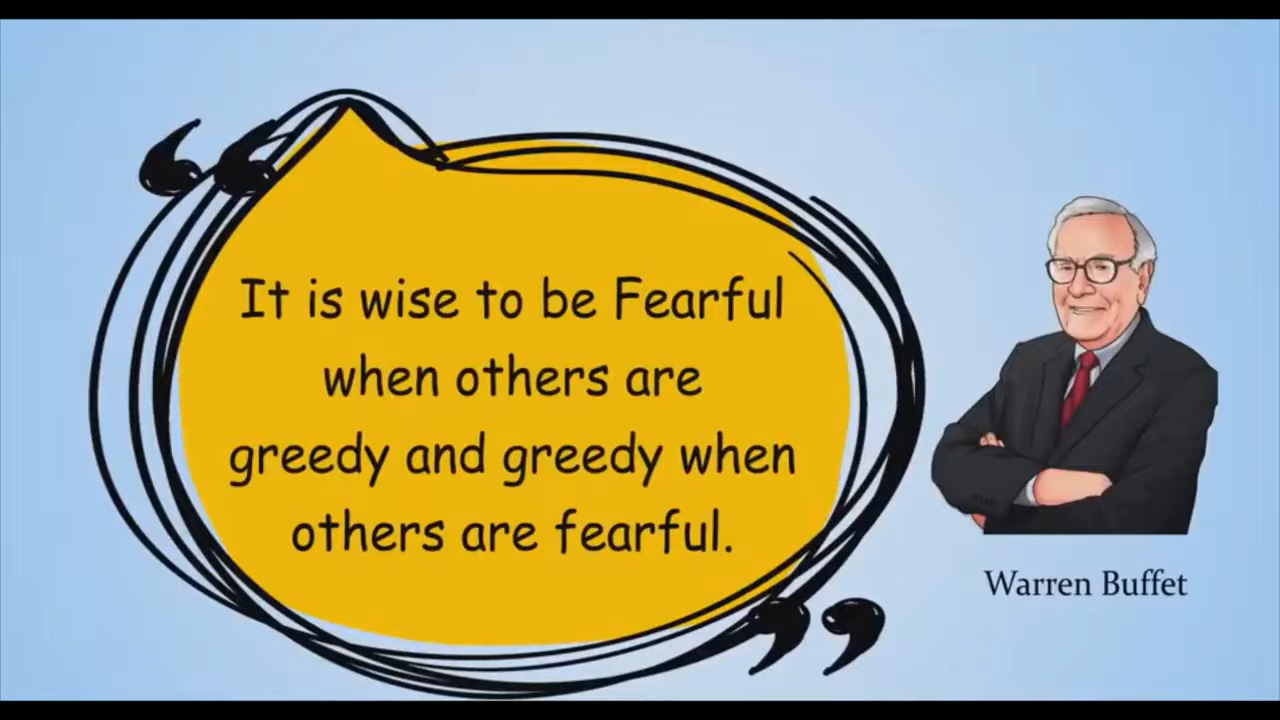 It is wise to be Fearful
when others are
greedy and greedy when
others are fearful.
Warren Buffet